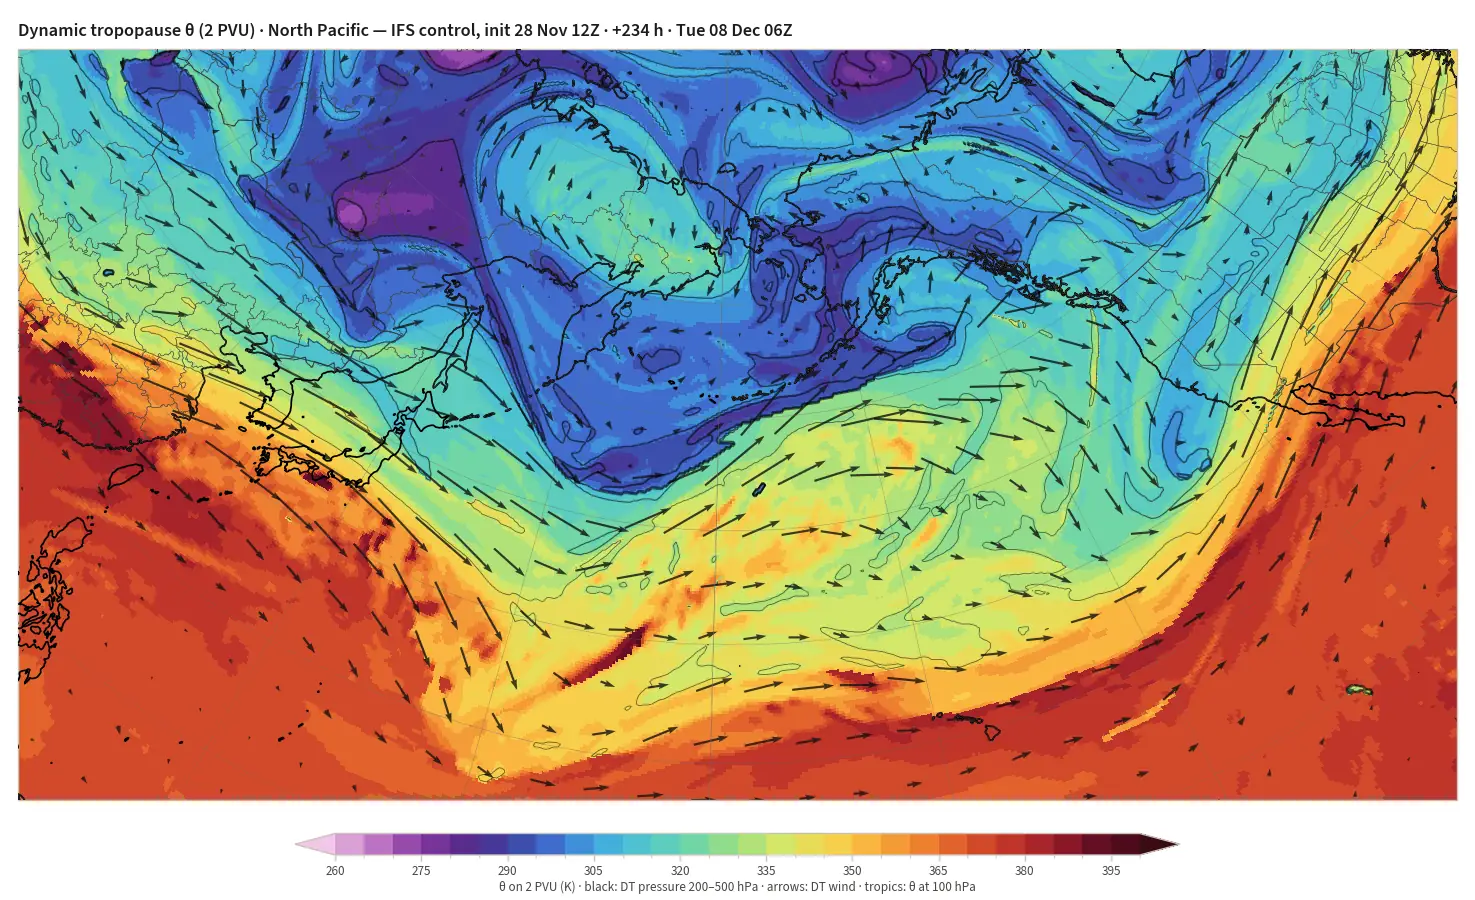 Dynamic tropopause θ (2 PVU) · North Pacific — IFS control, init 28 Nov 12Z · +234 h · Tue 08 Dec 06Z
260 275 290 305 320 335 350 365 380 395
θ on 2 PVU (K) · black: DT pressure 200–500 hPa · arrows: DT wind · tropics: θ at 100 hPa